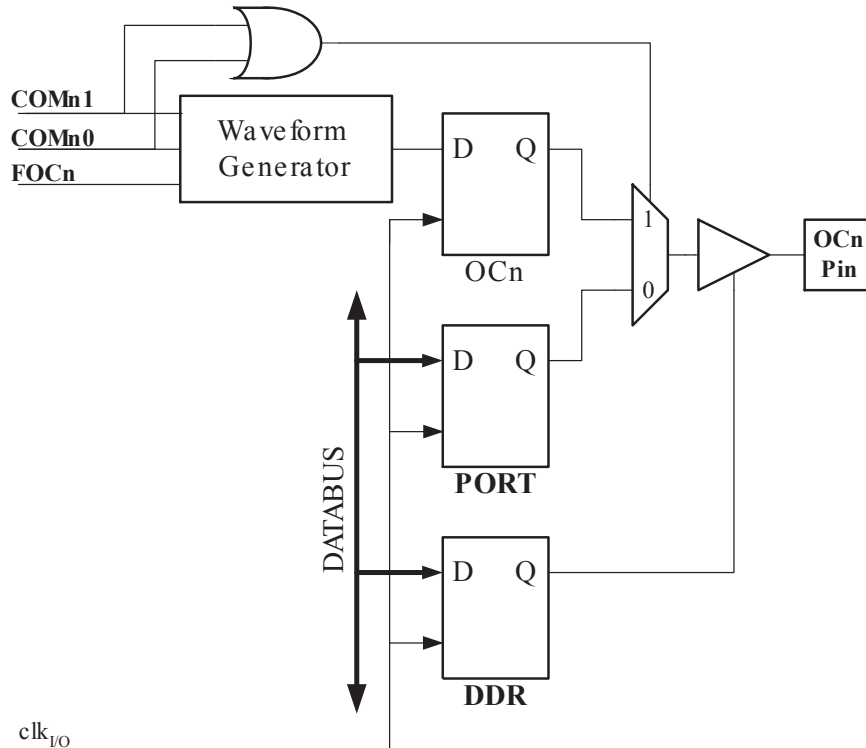 COMn1
COMn0
FOCn
Waveform
Generator
D Q
OCn
1
0
OCn
Pin
D Q
PORT
DATABUS
D Q
DDR
clkI/O